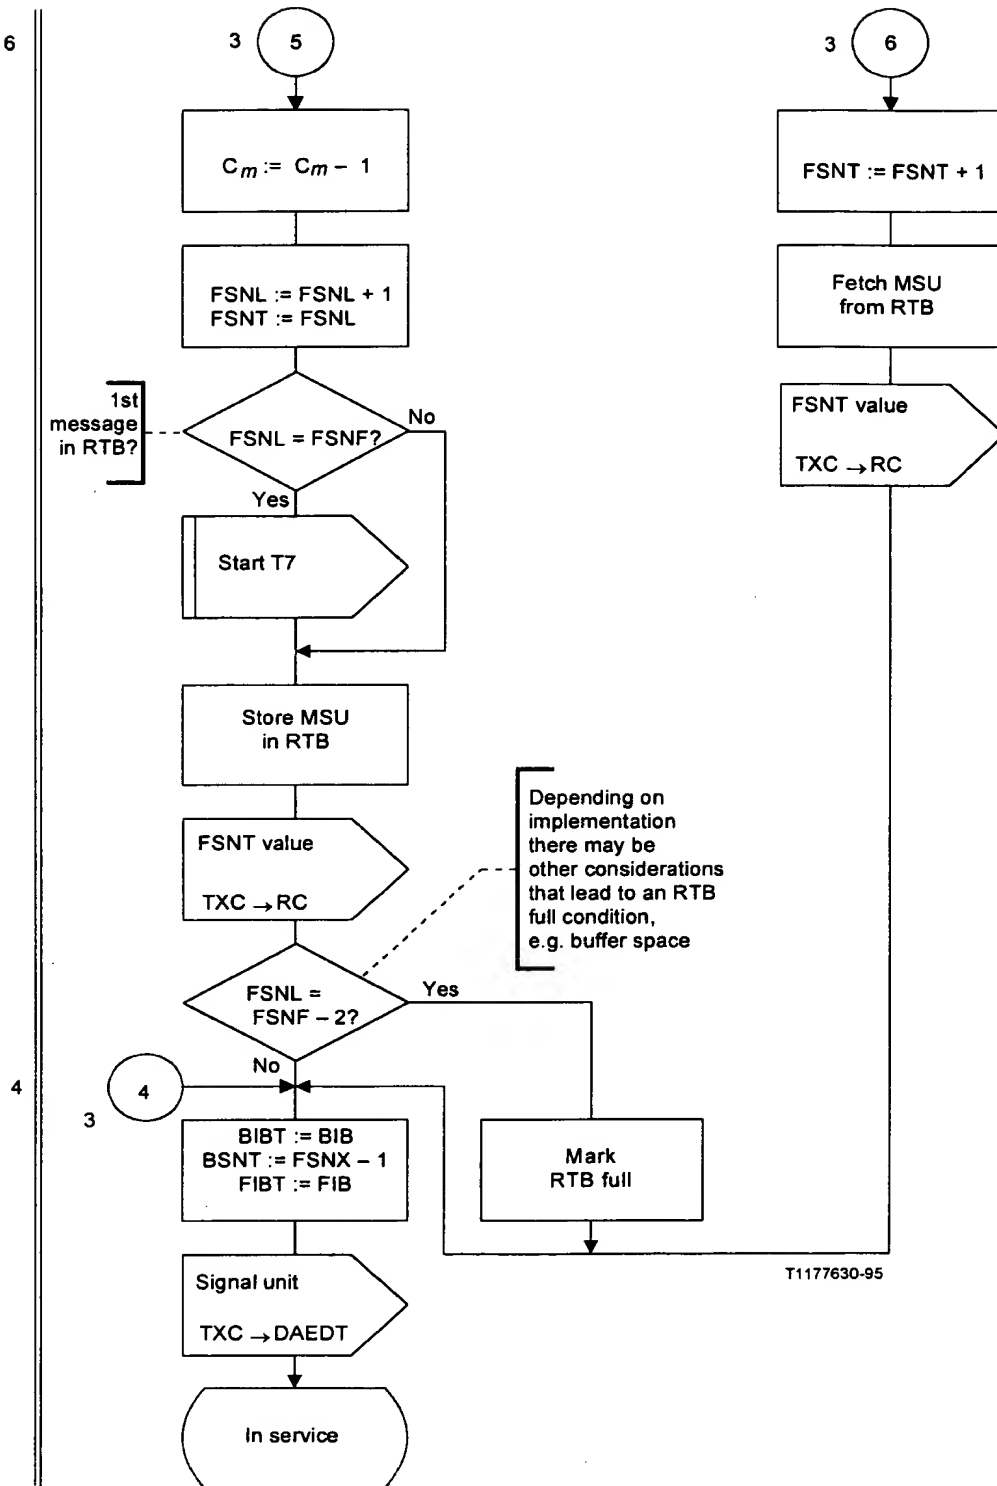 6
3
5
Cm := Cm – 1
FSNL := FSNL + 1
FSNT := FSNL
1st
message
in RTB?
FSNL = FSNF?
No
Yes
Start T7
Store MSU
in RTB
FSNT value
TXC → RC
Depending on
implementation
there may be
other considerations
that lead to an RTB
full condition,
e.g. buffer space
FSNL =
FSNF – 2?
Yes
No
4
4
3
BIBT := BIB
BSNT := FSNX – 1
FIBT := FIB
Mark
RTB full
Signal unit
TXC → DAEDT
In service
3
6
FSNT := FSNT + 1
Fetch MSU
from RTB
FSNT value
TXC → RC
T1177630-95